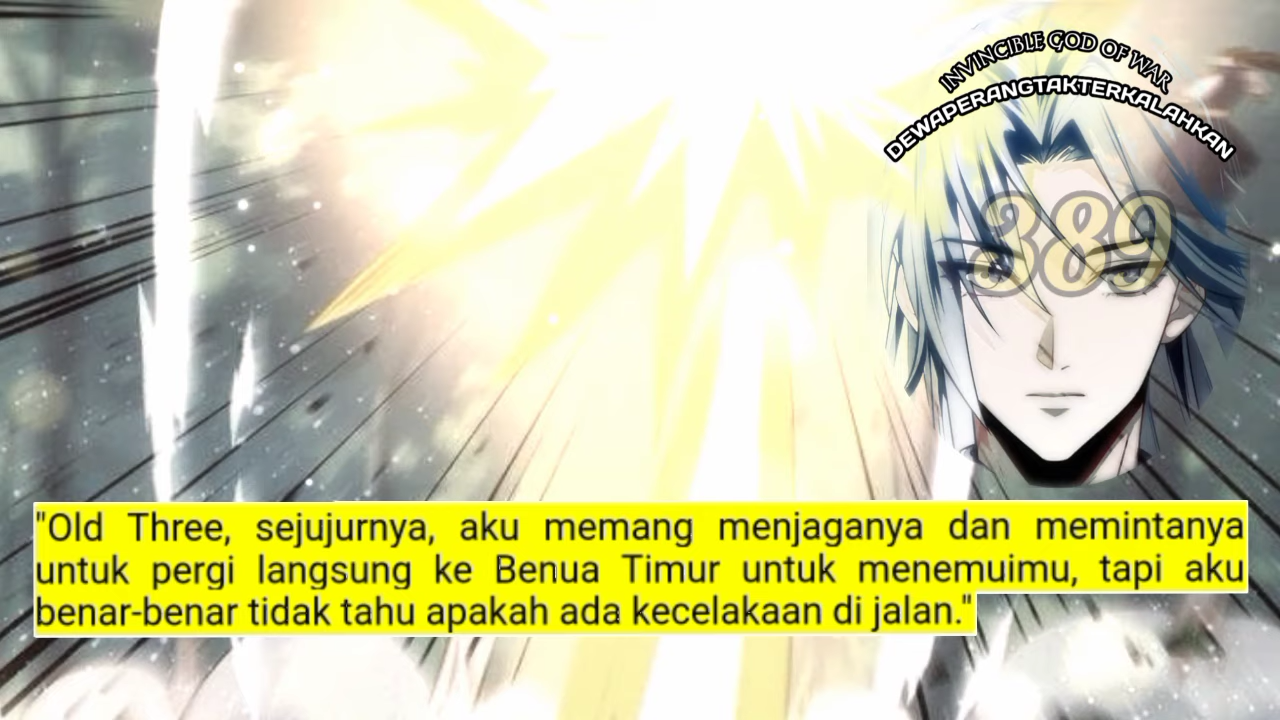 INVINCIBLE GOD OF WAR
DEWAPERANGTAKTERKALAHKAN
389
"Old Three, sejujurnya, aku memang menjaganya dan memintanya
untuk pergi langsung ke Benua Timur untuk menemuimu, tapi aku
benar-benar tidak tahu apakah ada kecelakaan di jalan."